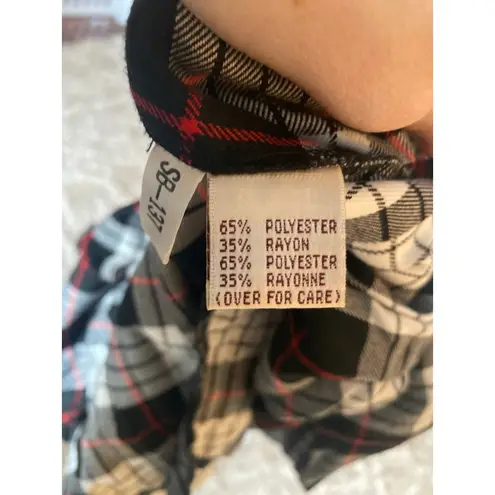 SB-137
65% POLYESTER
35% RAYON
65% POLYESTER
35% RAYONNE
(OVER FOR CARE)